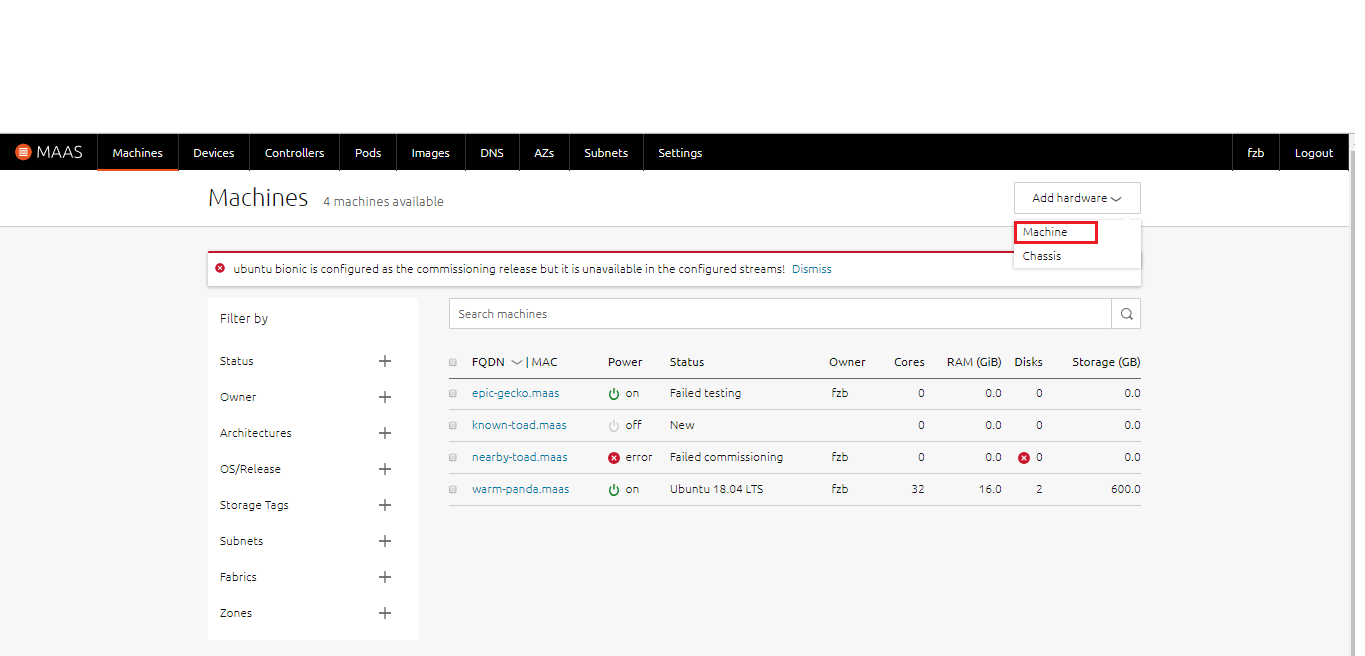 MAAS Machines Devices Controllers Pods Images DNS AZs Subnets Settings fzb Logout
Machines 4 machines available Add hardware
Machine
Chassis
ubuntu bionic is configured as the commissioning release but it is unavailable in the configured streams! Dismiss
Filter by
Status
Owner
Architectures
OS/Release
Storage Tags
Subnets
Fabrics
Zones
Search machines
FQDN | MAC Power Status Owner Cores RAM (GiB) Disks Storage (GB)
epic-gecko.maas on Failed testing fzb 0 0.0 0 0.0
known-toad.maas off New 0 0.0 0 0.0
nearby-toad.maas error Failed commissioning fzb 0 0.0 0 0.0
warm-panda.maas on Ubuntu 18.04 LTS fzb 32 16.0 2 600.0